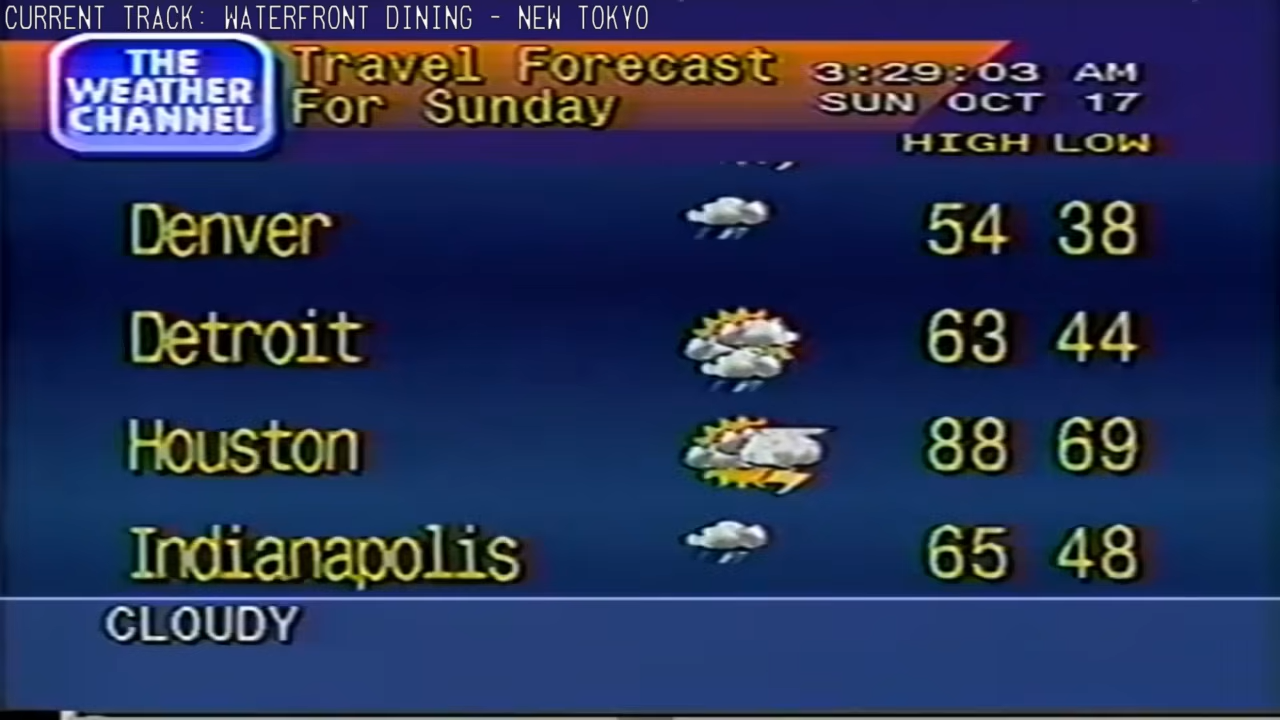 CURRENT TRACK: WATERFRONT DINING - NEW TOKYO
THE
WEATHER
CHANNEL
Travel Forecast
For Sunday
3:29:03 AM
SUN OCT 17
HIGH LOW
Denver 54 38
Detroit 63 44
Houston 88 69
Indianapolis 65 48
CLOUDY